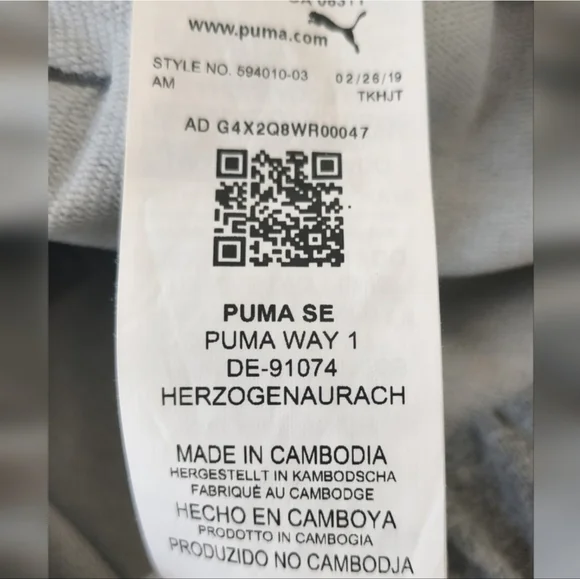 www.puma.com
STYLE NO. 594010-03 02/26/19
AM TKHJT
AD G4X2Q8WR00047
PUMA SE
PUMA WAY 1
DE-91074
HERZOGENAURACH
MADE IN CAMBODIA
HERGESTELLT IN KAMBODSCHA
FABRIQUÉ AU CAMBODGE
HECHO EN CAMBOYA
PRODOTTO IN CAMBOGIA
PRODUZIDO NO CAMBODJA